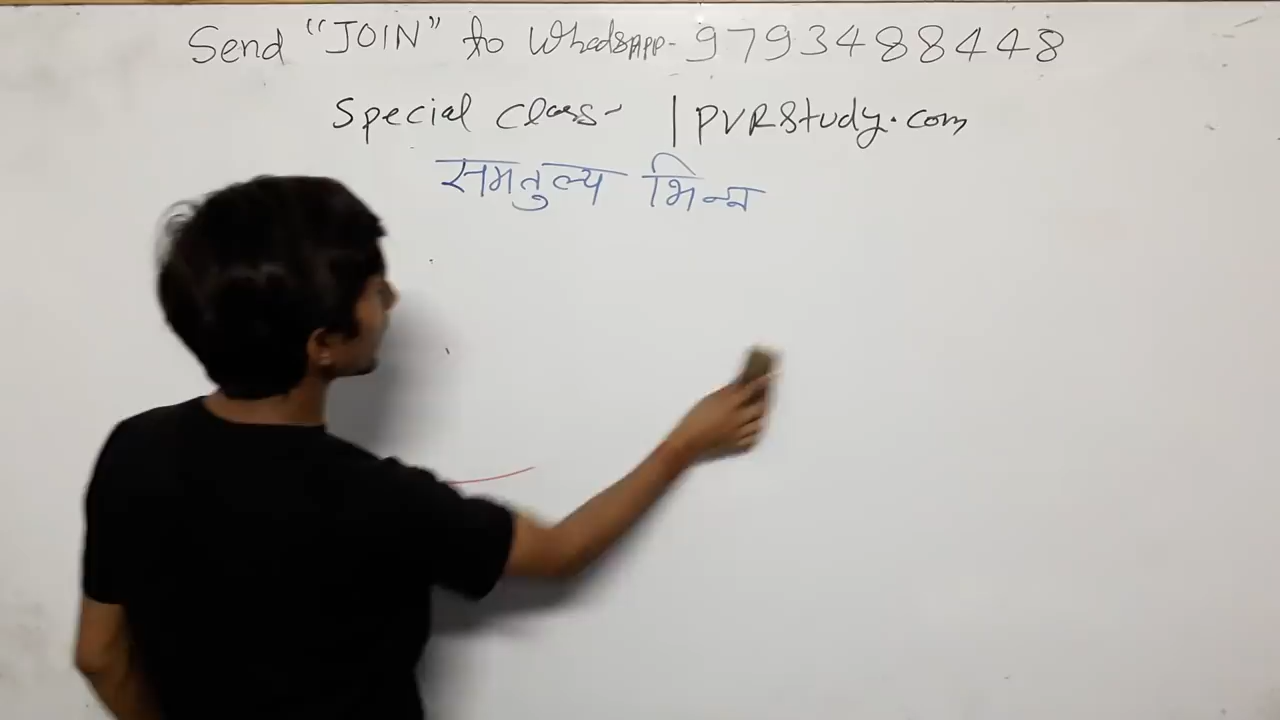 Send "JOIN" to WhatsAPP- 9793488448
Special Class- | PVRStudy.com
समतुल्य भिन्न